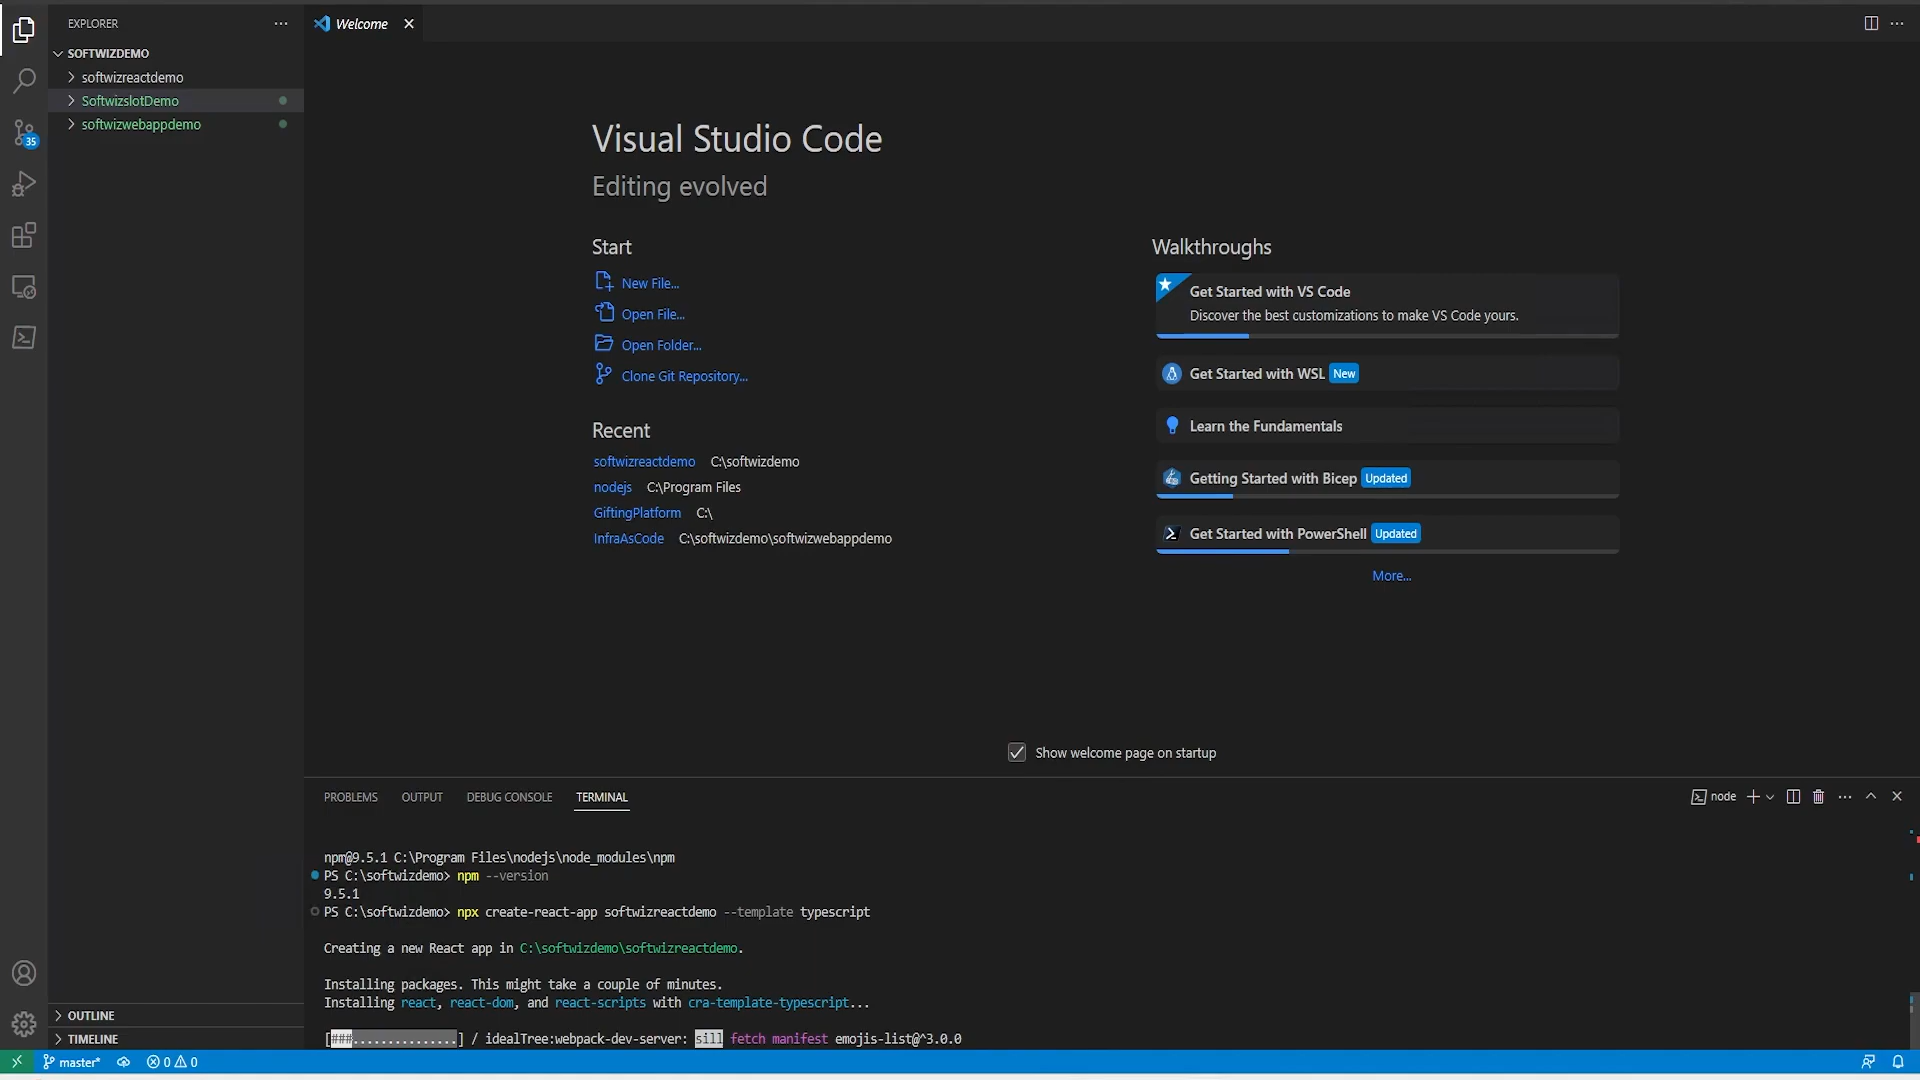 EXPLORER
SOFTWIZDEMO
softwizreactdemo
SoftwizslotDemo
softwizwebappdemo
35
OUTLINE
TIMELINE
Welcome
Visual Studio Code
Editing evolved
Start
New File...
Open File...
Open Folder...
Clone Git Repository...
Recent
softwizreactdemo C:\softwizdemo
nodejs C:\Program Files
GiftingPlatform C:\
InfraAsCode C:\softwizdemo\softwizwebappdemo
Walkthroughs
Get Started with VS Code
Discover the best customizations to make VS Code yours.
Get Started with WSL New
Learn the Fundamentals
Getting Started with Bicep Updated
Get Started with PowerShell Updated
More...
Show welcome page on startup
PROBLEMS OUTPUT DEBUG CONSOLE TERMINAL
node
npm@9.5.1 C:\Program Files\nodejs\node_modules\npm
PS C:\softwizdemo> npm --version
9.5.1
PS C:\softwizdemo> npx create-react-app softwizreactdemo --template typescript
Creating a new React app in C:\softwizdemo\softwizreactdemo.
Installing packages. This might take a couple of minutes.
Installing react, react-dom, and react-scripts with cra-template-typescript...
[###...............] / idealTree:webpack-dev-server: sill fetch manifest emojis-list@^3.0.0
master* 0 0